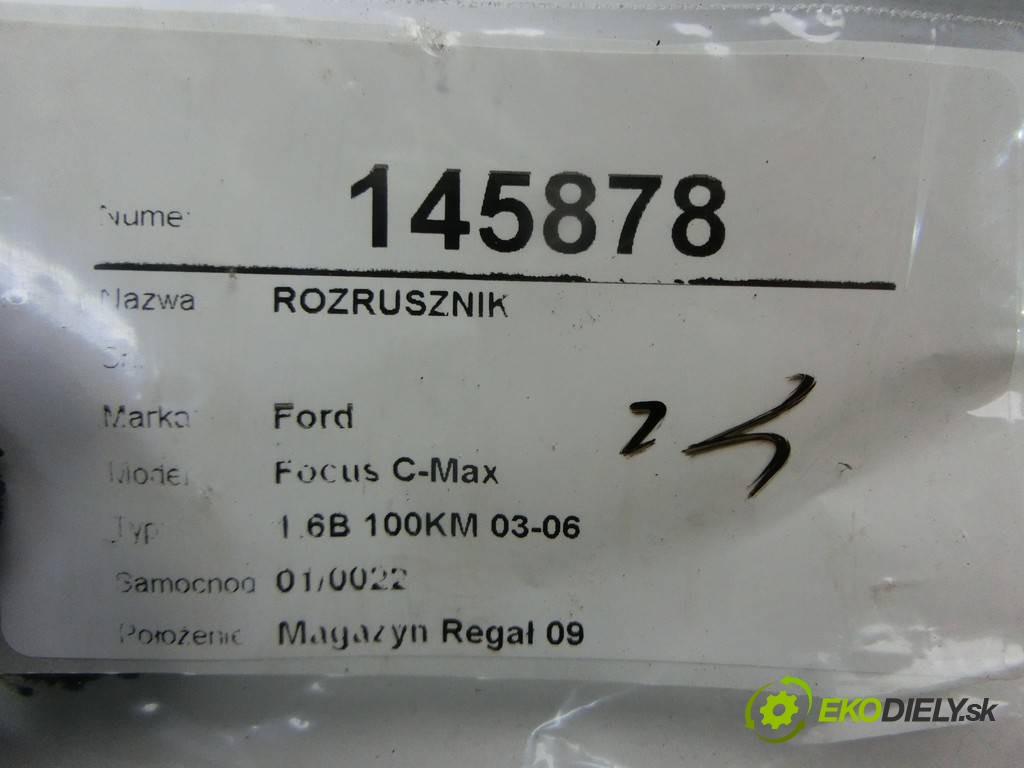 Numer 145878
Nazwa ROZRUSZNIK
Marka Ford
Model Focus C-Max
Typ 1.6B 100KM 03-06
Samochód 01/0022
Położenie Magazyn Regał 09
EKODIELY.sk